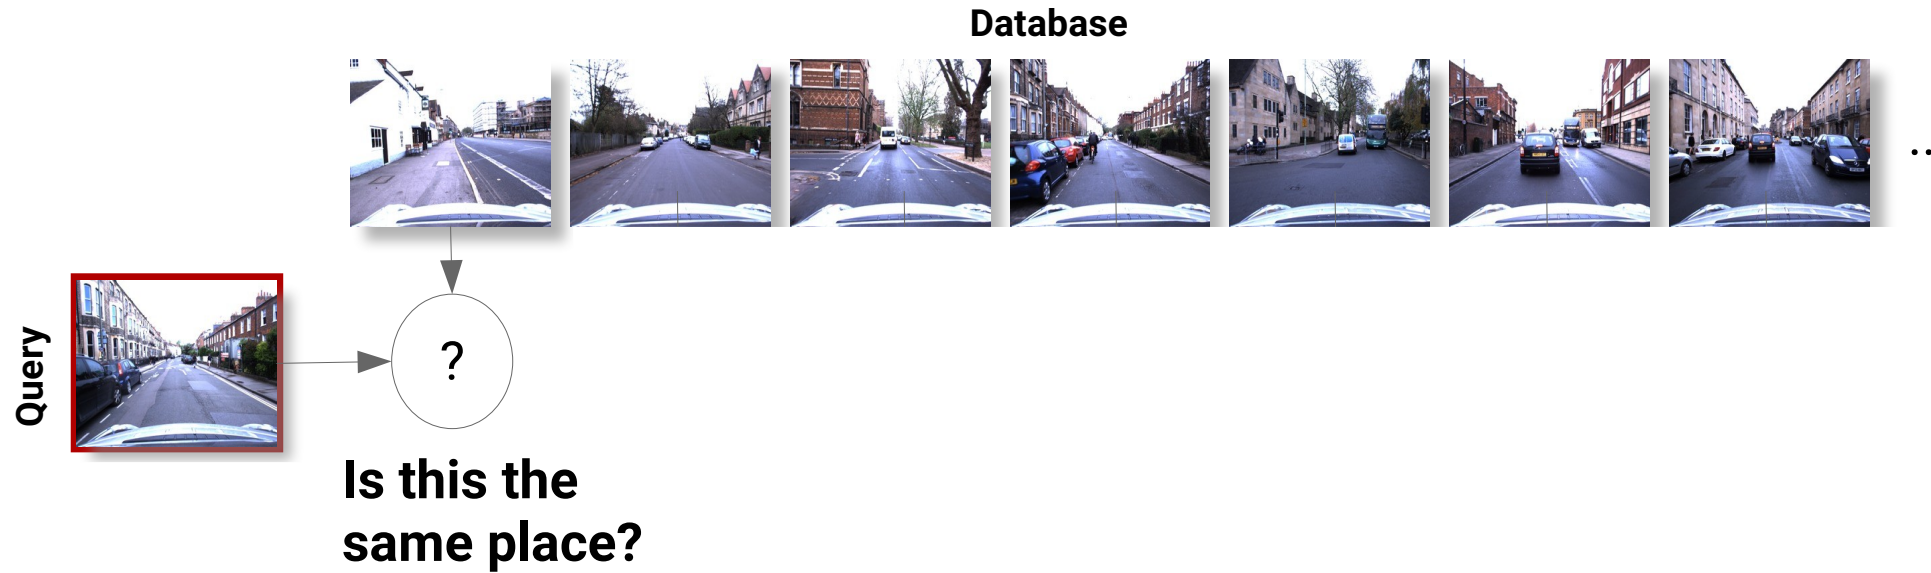 Database
Query
?
Is this the
same place?
..